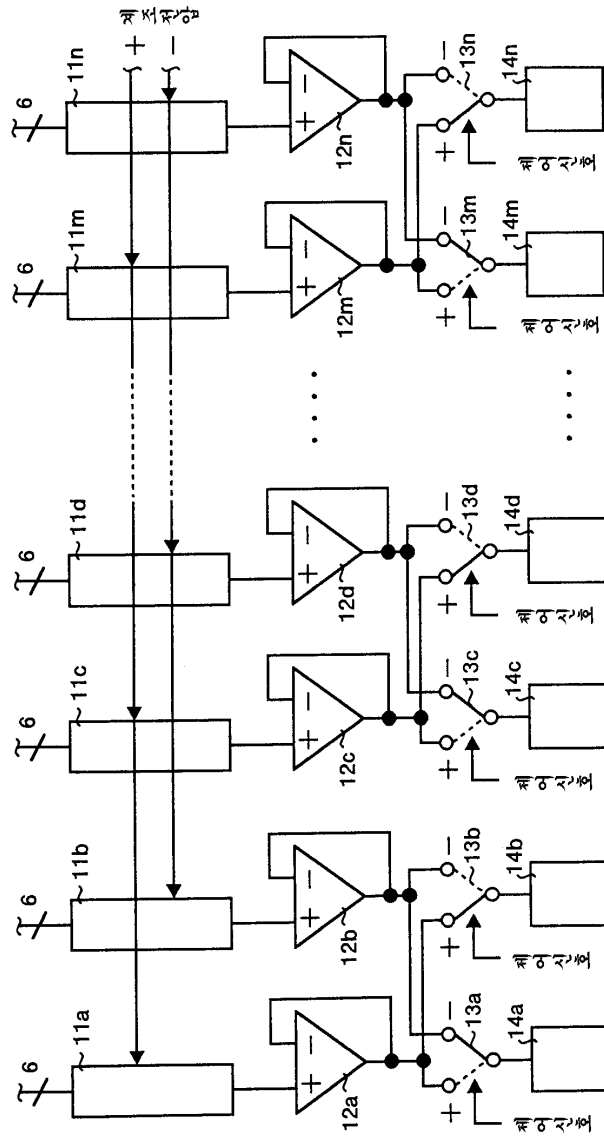 계조전압
+
−
6
6
6
6
6
6
11a
11b
11c
11d
11m
11n
+ −
+ −
+ −
+ −
+ −
+ −
12a
12b
12c
12d
12m
12n
+ −
+ −
+ −
+ −
+ −
+ −
13a
13b
13c
13d
13m
13n
제어신호
제어신호
제어신호
제어신호
제어신호
제어신호
14a
14b
14c
14d
14m
14n